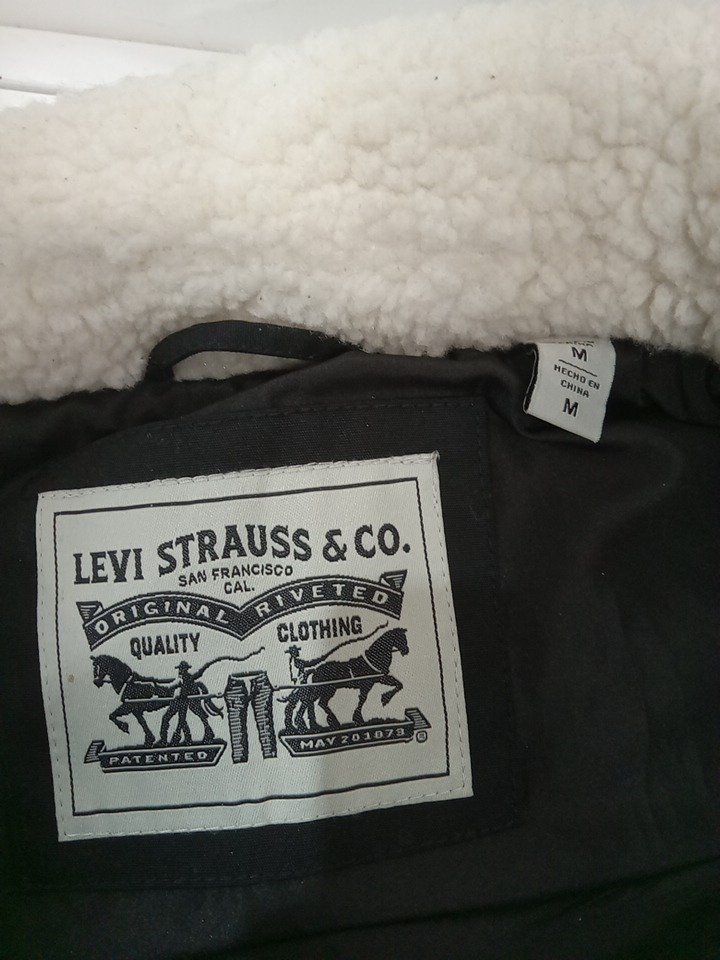 M
HECHO EN
CHINA
M
LEVI STRAUSS & CO.
SAN FRANCISCO
CAL.
ORIGINAL RIVETED
QUALITY CLOTHING
PATENTED MAY 20 1873 ®